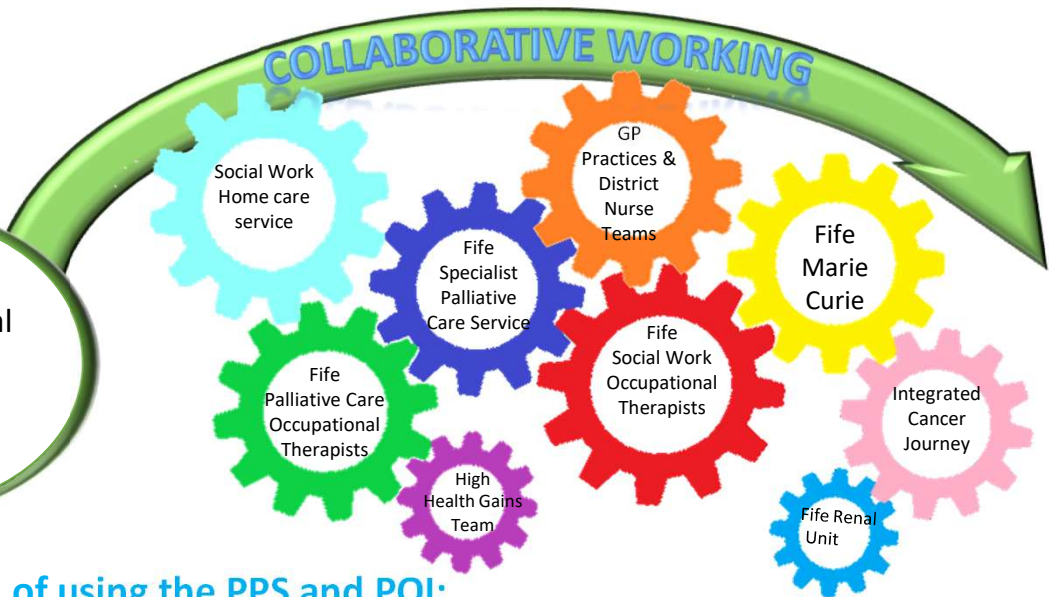 COLLABORATIVE WORKING
Social Work
Home care
service
GP
Practices &
District
Nurse
Teams
Fife
Specialist
Palliative
Care Service
Fife
Marie
Curie
al
Fife
Palliative Care
Occupational
Therapists
Fife
Social Work
Occupational
Therapists
Integrated
Cancer
Journey
High
Health Gains
Team
Fife Renal
Unit
of using the PPS and POI: